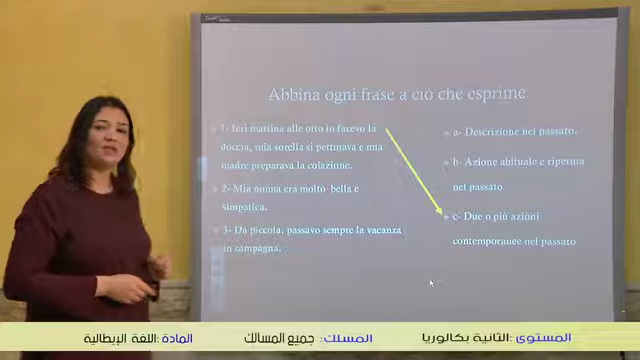 Abbina ogni frase a ciò che esprime
1- Ieri mattina alle otto io facevo la
doccia, mia sorella si pettinava e mia
madre preparava la colazione.
2- Mia nonna era molto bella e
simpatica.
3- Da piccola, passavo sempre la vacanza
in campagna.
a- Descrizione nel passato.
b- Azione abituale e ripetuta
nel passato.
c- Due o più azioni
contemporanee nel passato
المستوى :الثانية بكالوريا
المسلك: جميع المسالك
المادة :اللغة الإيطالية